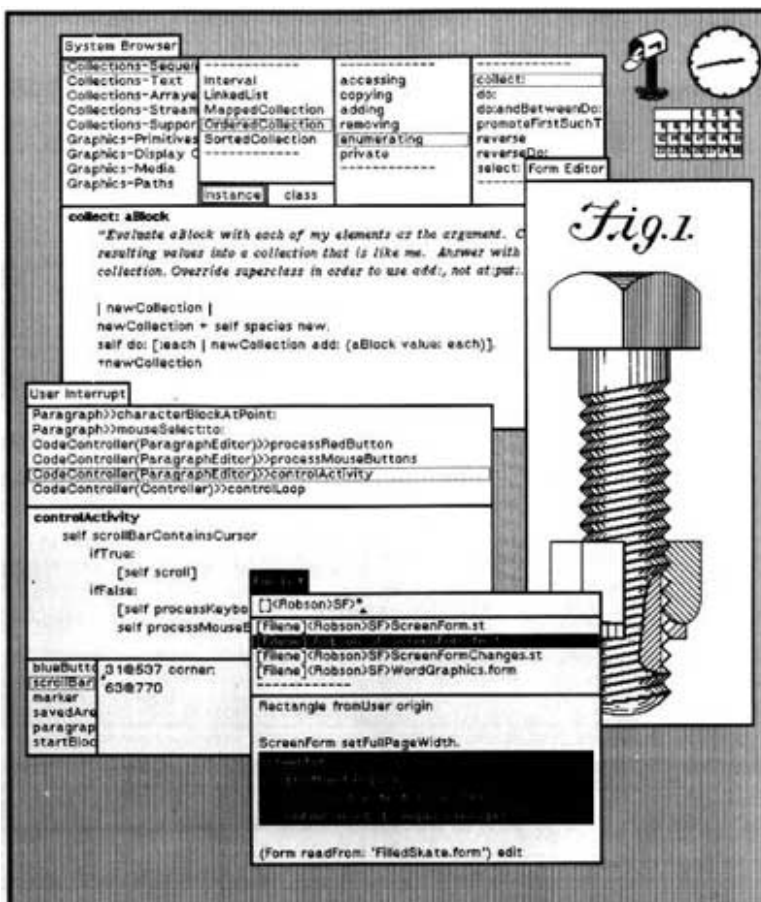 System Browser
Collections-Sequen
Collections-Text
Collections-Arraye
Collections-Stream
Collections-Suppor
Graphics-Primitives
Graphics-Display
Graphics-Media
Graphics-Paths
------------
Interval
LinkedList
MappedCollection
OrderedCollection
SortedCollection
------------
instance
class
------------
accessing
copying
adding
removing
enumerating
private
------------
------------
collect:
do:
do:andBetweenDo:
promoteFirstSuchT
reverse
reverseDo:
select:
Form Editor
Fig.1.
collect: aBlock
"Evaluate aBlock with each of my elements as the argument. C
resulting values into a collection that is like me. Answer with
collection. Override superclass in order to use add:, not at:put:.
| newCollection |
newCollection ← self species new.
self do: [:each | newCollection add: (aBlock value: each)].
↑newCollection
User Interrupt
Paragraph>>characterBlockAtPoint:
Paragraph>>mouseSelect:to:
CodeController(ParagraphEditor)>>processRedButton
CodeController(ParagraphEditor)>>processMouseButtons
CodeController(ParagraphEditor)>>controlActivity
CodeController(Controller)>>controlLoop
controlActivity
self scrollBarContainsCursor
ifTrue:
[self scroll]
ifFalse:
[self processKeybo
self processMouseB
blueButto
scrollBar
marker
savedAre
paragrap
startBloc
31@537 corner:
63@770
[]<Robson>SF>*
[Filene]<Robson>SF>ScreenForm.st
[Filene]<Robson>SF>ScreenFormChanges.st
[Filene]<Robson>SF>WordGraphics.form
------------
Rectangle fromUser origin
ScreenForm setFullPageWidth.
(Form readFrom: 'FilledSkate.form') edit